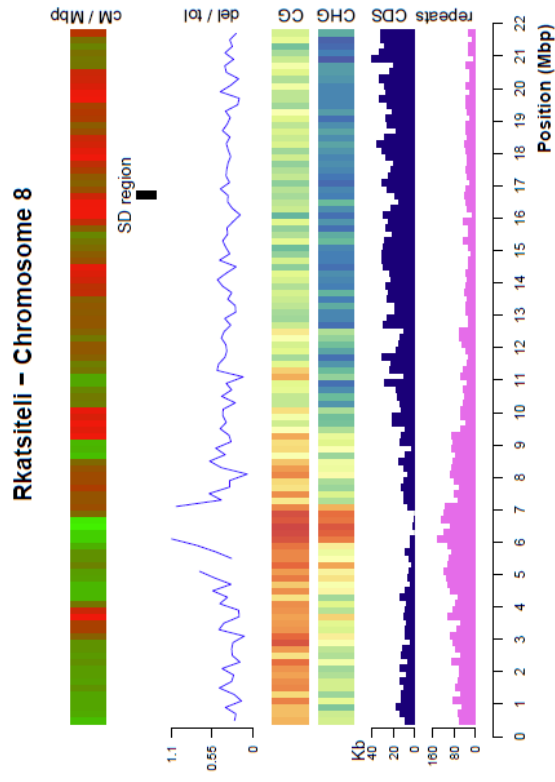 Rkatsiteli – Chromosome 8
cM / Mbp
SD region
del / tol
1.1
0.55
0
CG
CHG
CDS
Kb
40
20
0
repeats
160
80
0
0 1 2 3 4 5 6 7 8 9 10 11 12 13 14 15 16 17 18 19 20 21 22
Position (Mbp)